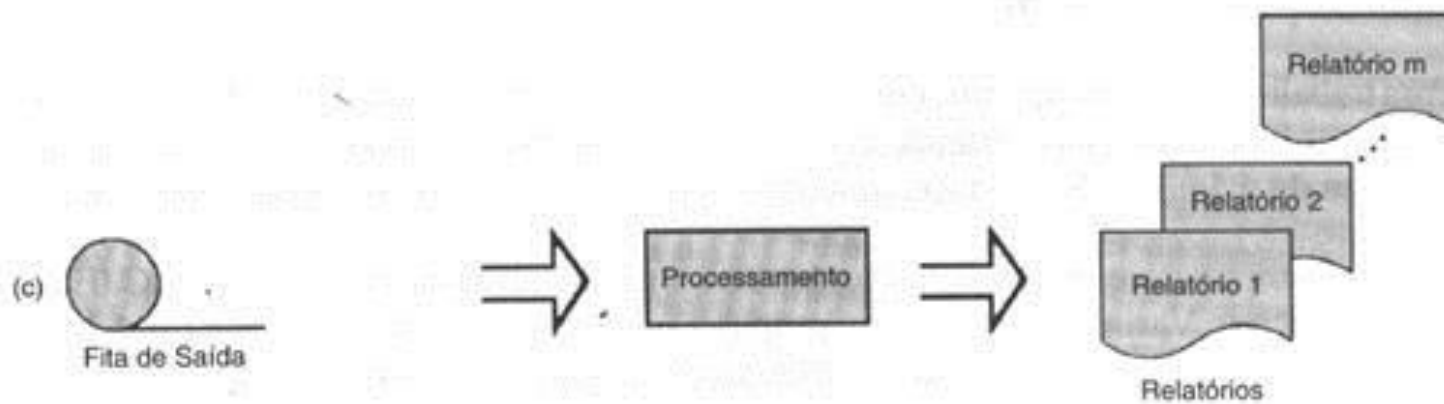 (c)
Fita de Saída
Processamento
Relatório m
Relatório 2
Relatório 1
Relatórios